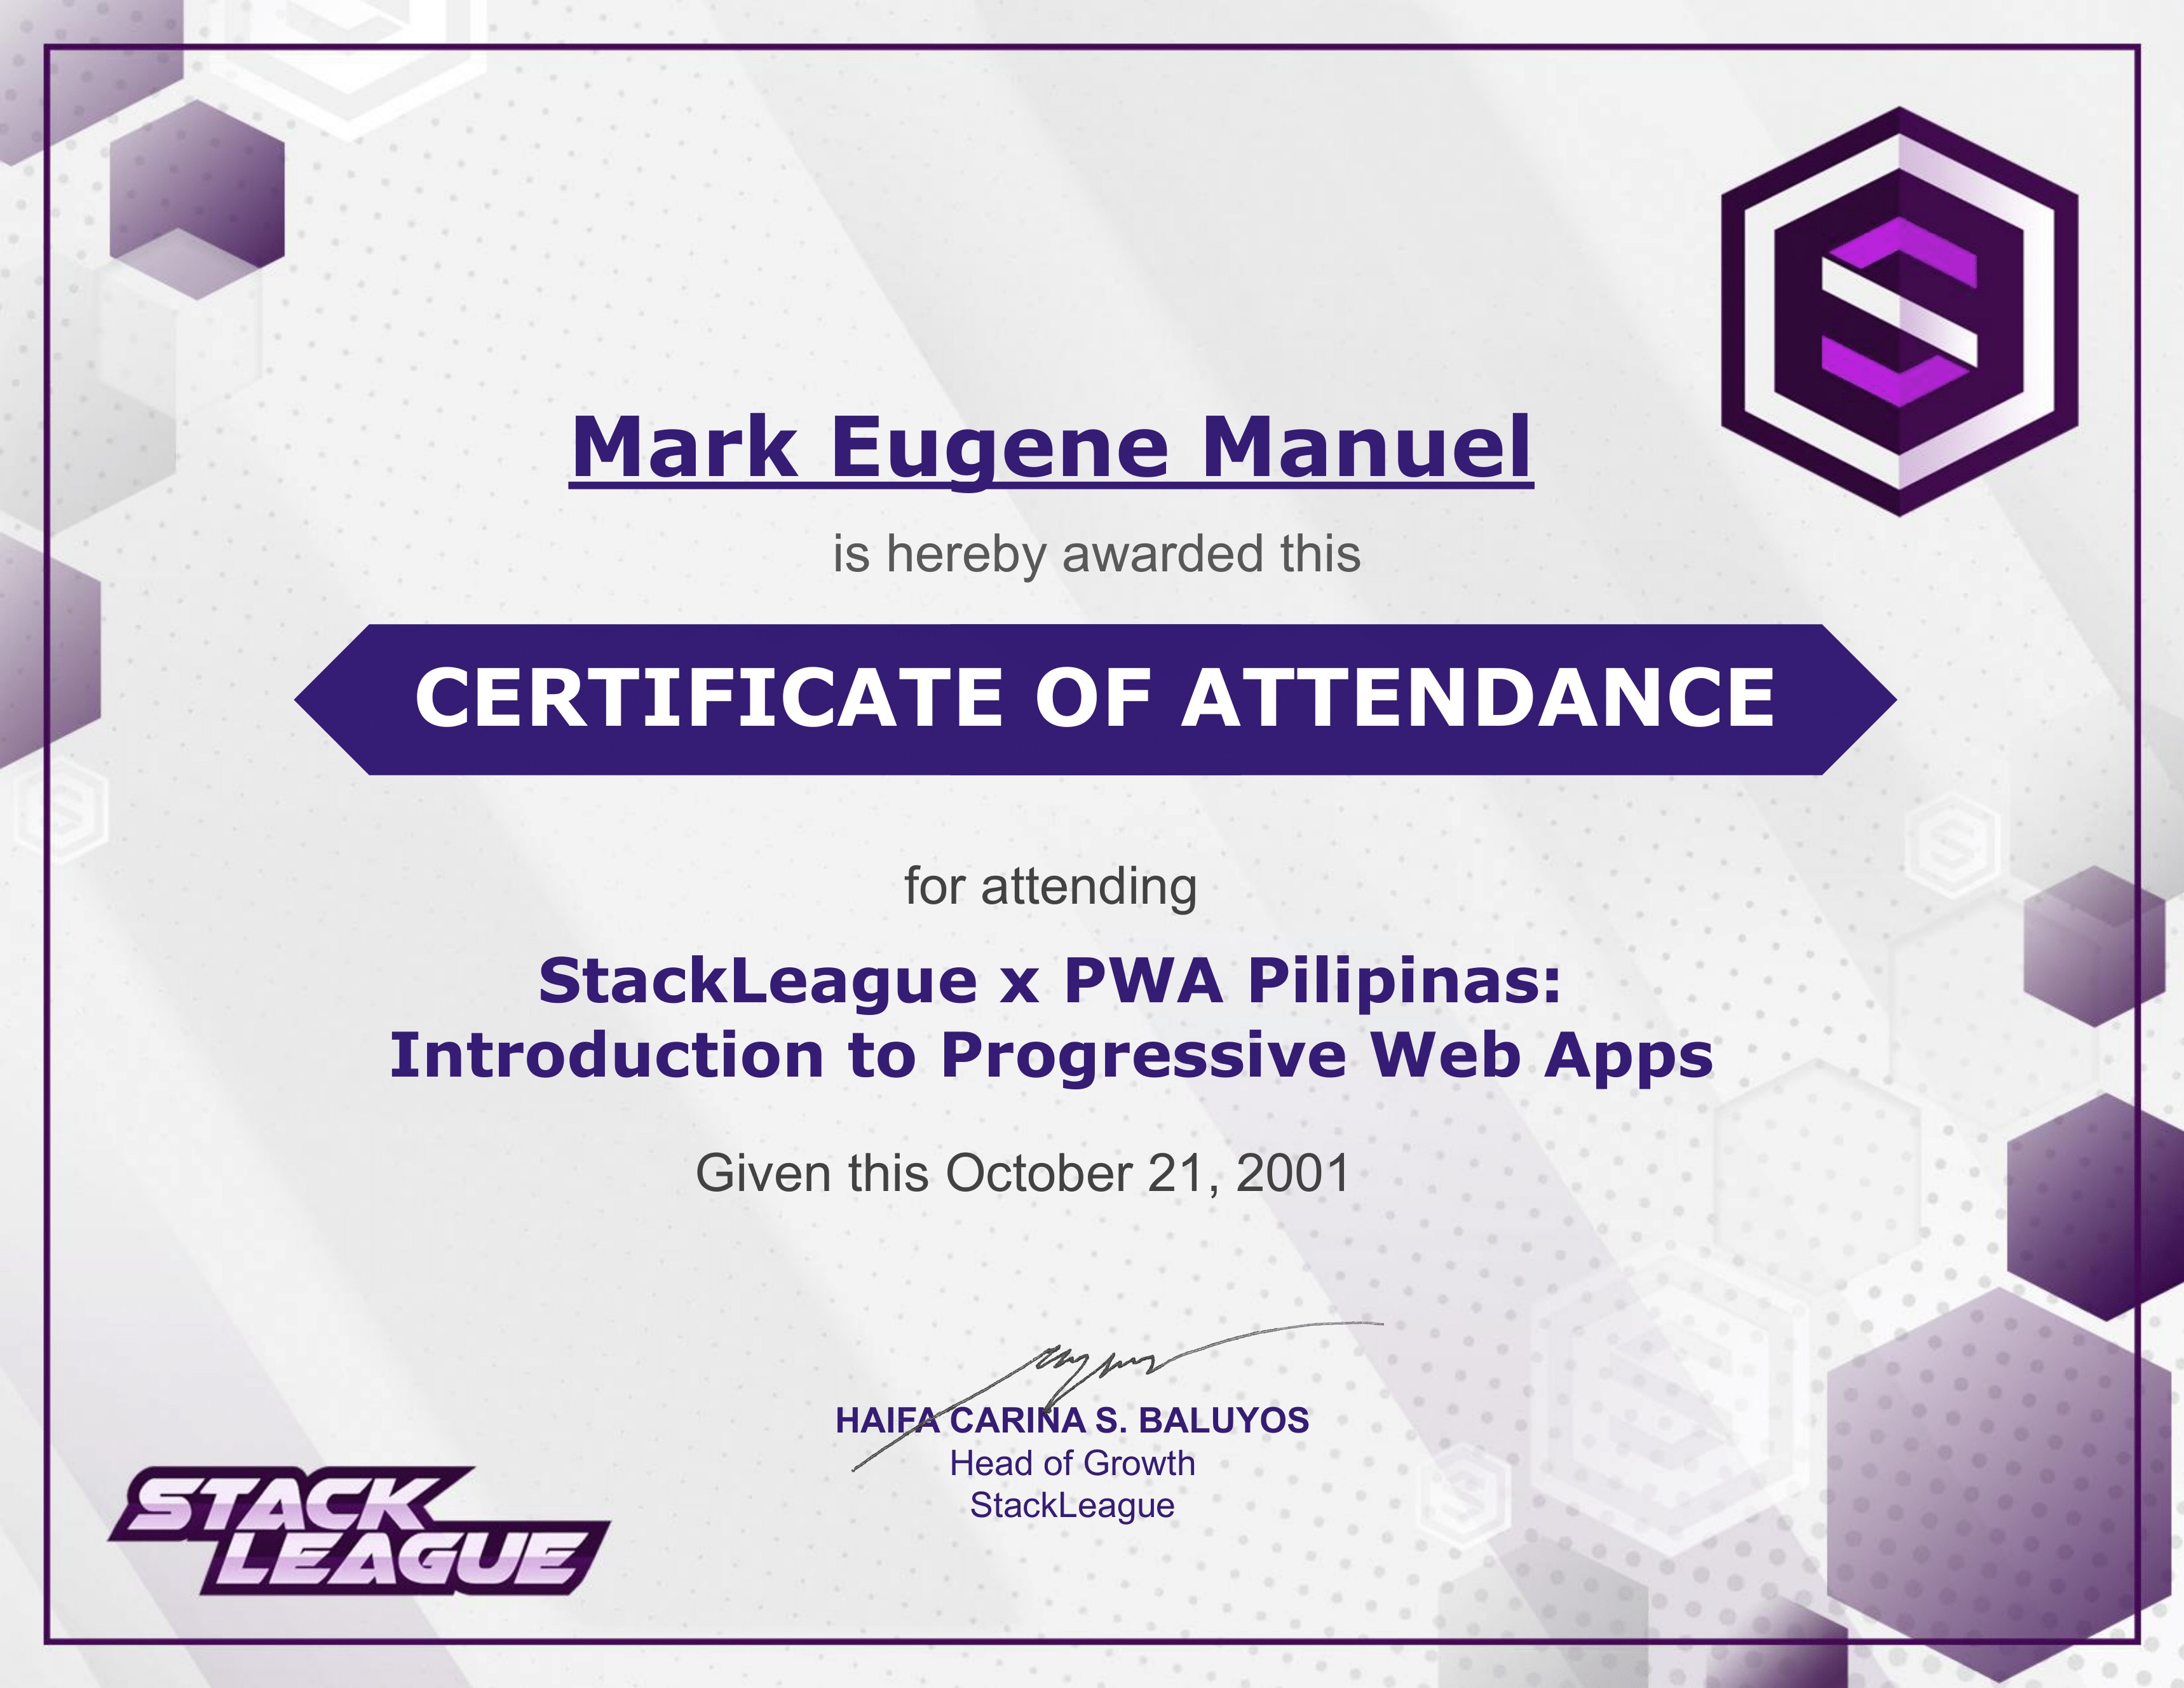 Mark Eugene Manuel
is hereby awarded this
CERTIFICATE OF ATTENDANCE
for attending
StackLeague x PWA Pilipinas:
Introduction to Progressive Web Apps
Given this October 21, 2001
HAIFA CARINA S. BALUYOS
Head of Growth
StackLeague
STACK
LEAGUE